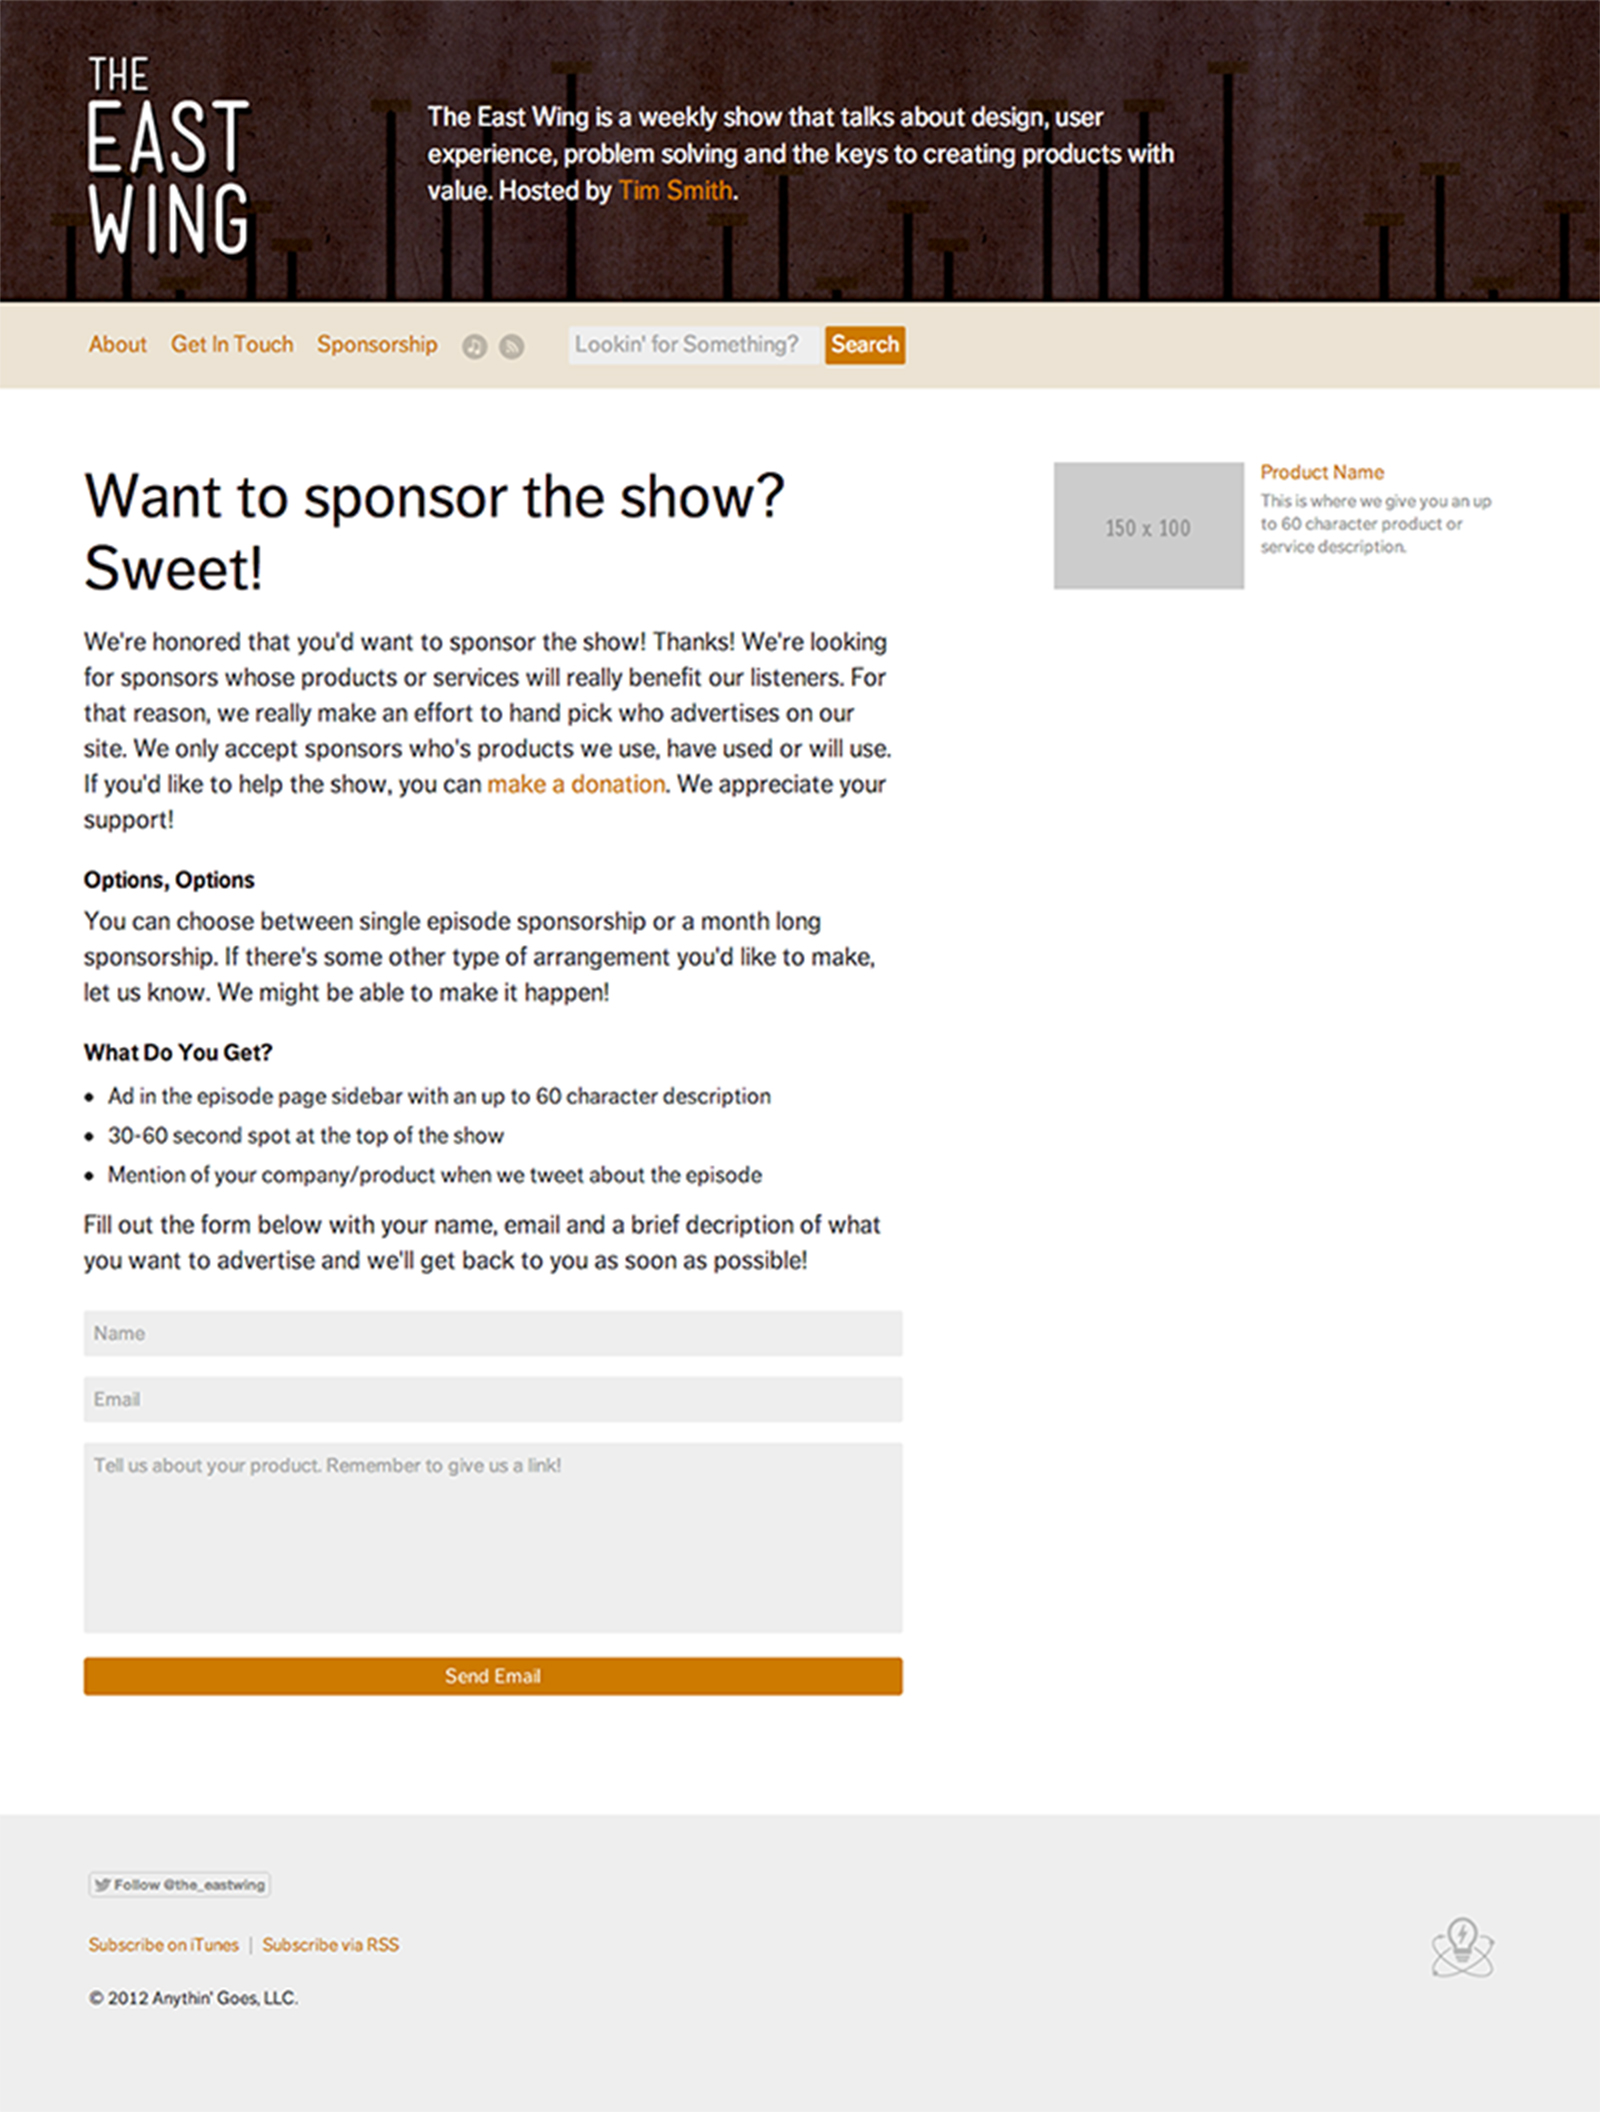 THE
EAST
WING
The East Wing is a weekly show that talks about design, user
experience, problem solving and the keys to creating products with
value. Hosted by Tim Smith.
About Get In Touch Sponsorship Lookin' for Something? Search
Want to sponsor the show?
Sweet!
We're honored that you'd want to sponsor the show! Thanks! We're looking
for sponsors whose products or services will really benefit our listeners. For
that reason, we really make an effort to hand pick who advertises on our
site. We only accept sponsors who's products we use, have used or will use.
If you'd like to help the show, you can make a donation. We appreciate your
support!
Options, Options
You can choose between single episode sponsorship or a month long
sponsorship. If there's some other type of arrangement you'd like to make,
let us know. We might be able to make it happen!
What Do You Get?
• Ad in the episode page sidebar with an up to 60 character description
• 30-60 second spot at the top of the show
• Mention of your company/product when we tweet about the episode
Fill out the form below with your name, email and a brief decription of what
you want to advertise and we'll get back to you as soon as possible!
Name
Email
Tell us about your product. Remember to give us a link!
Send Email
150 x 100
Product Name
This is where we give you an up
to 60 character product or
service description.
Follow @the_eastwing
Subscribe on iTunes | Subscribe via RSS
© 2012 Anythin' Goes, LLC.